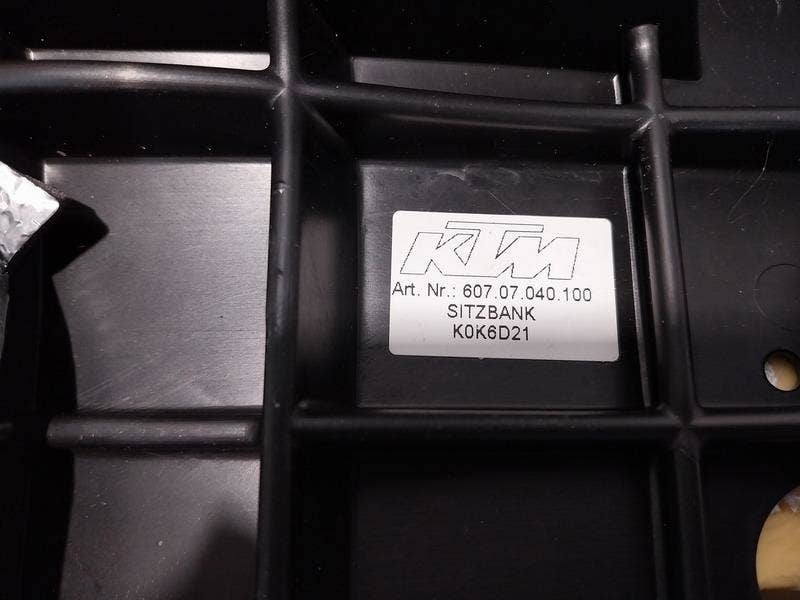 KTM
Art. Nr.: 607.07.040.100
SITZBANK
K0K6D21